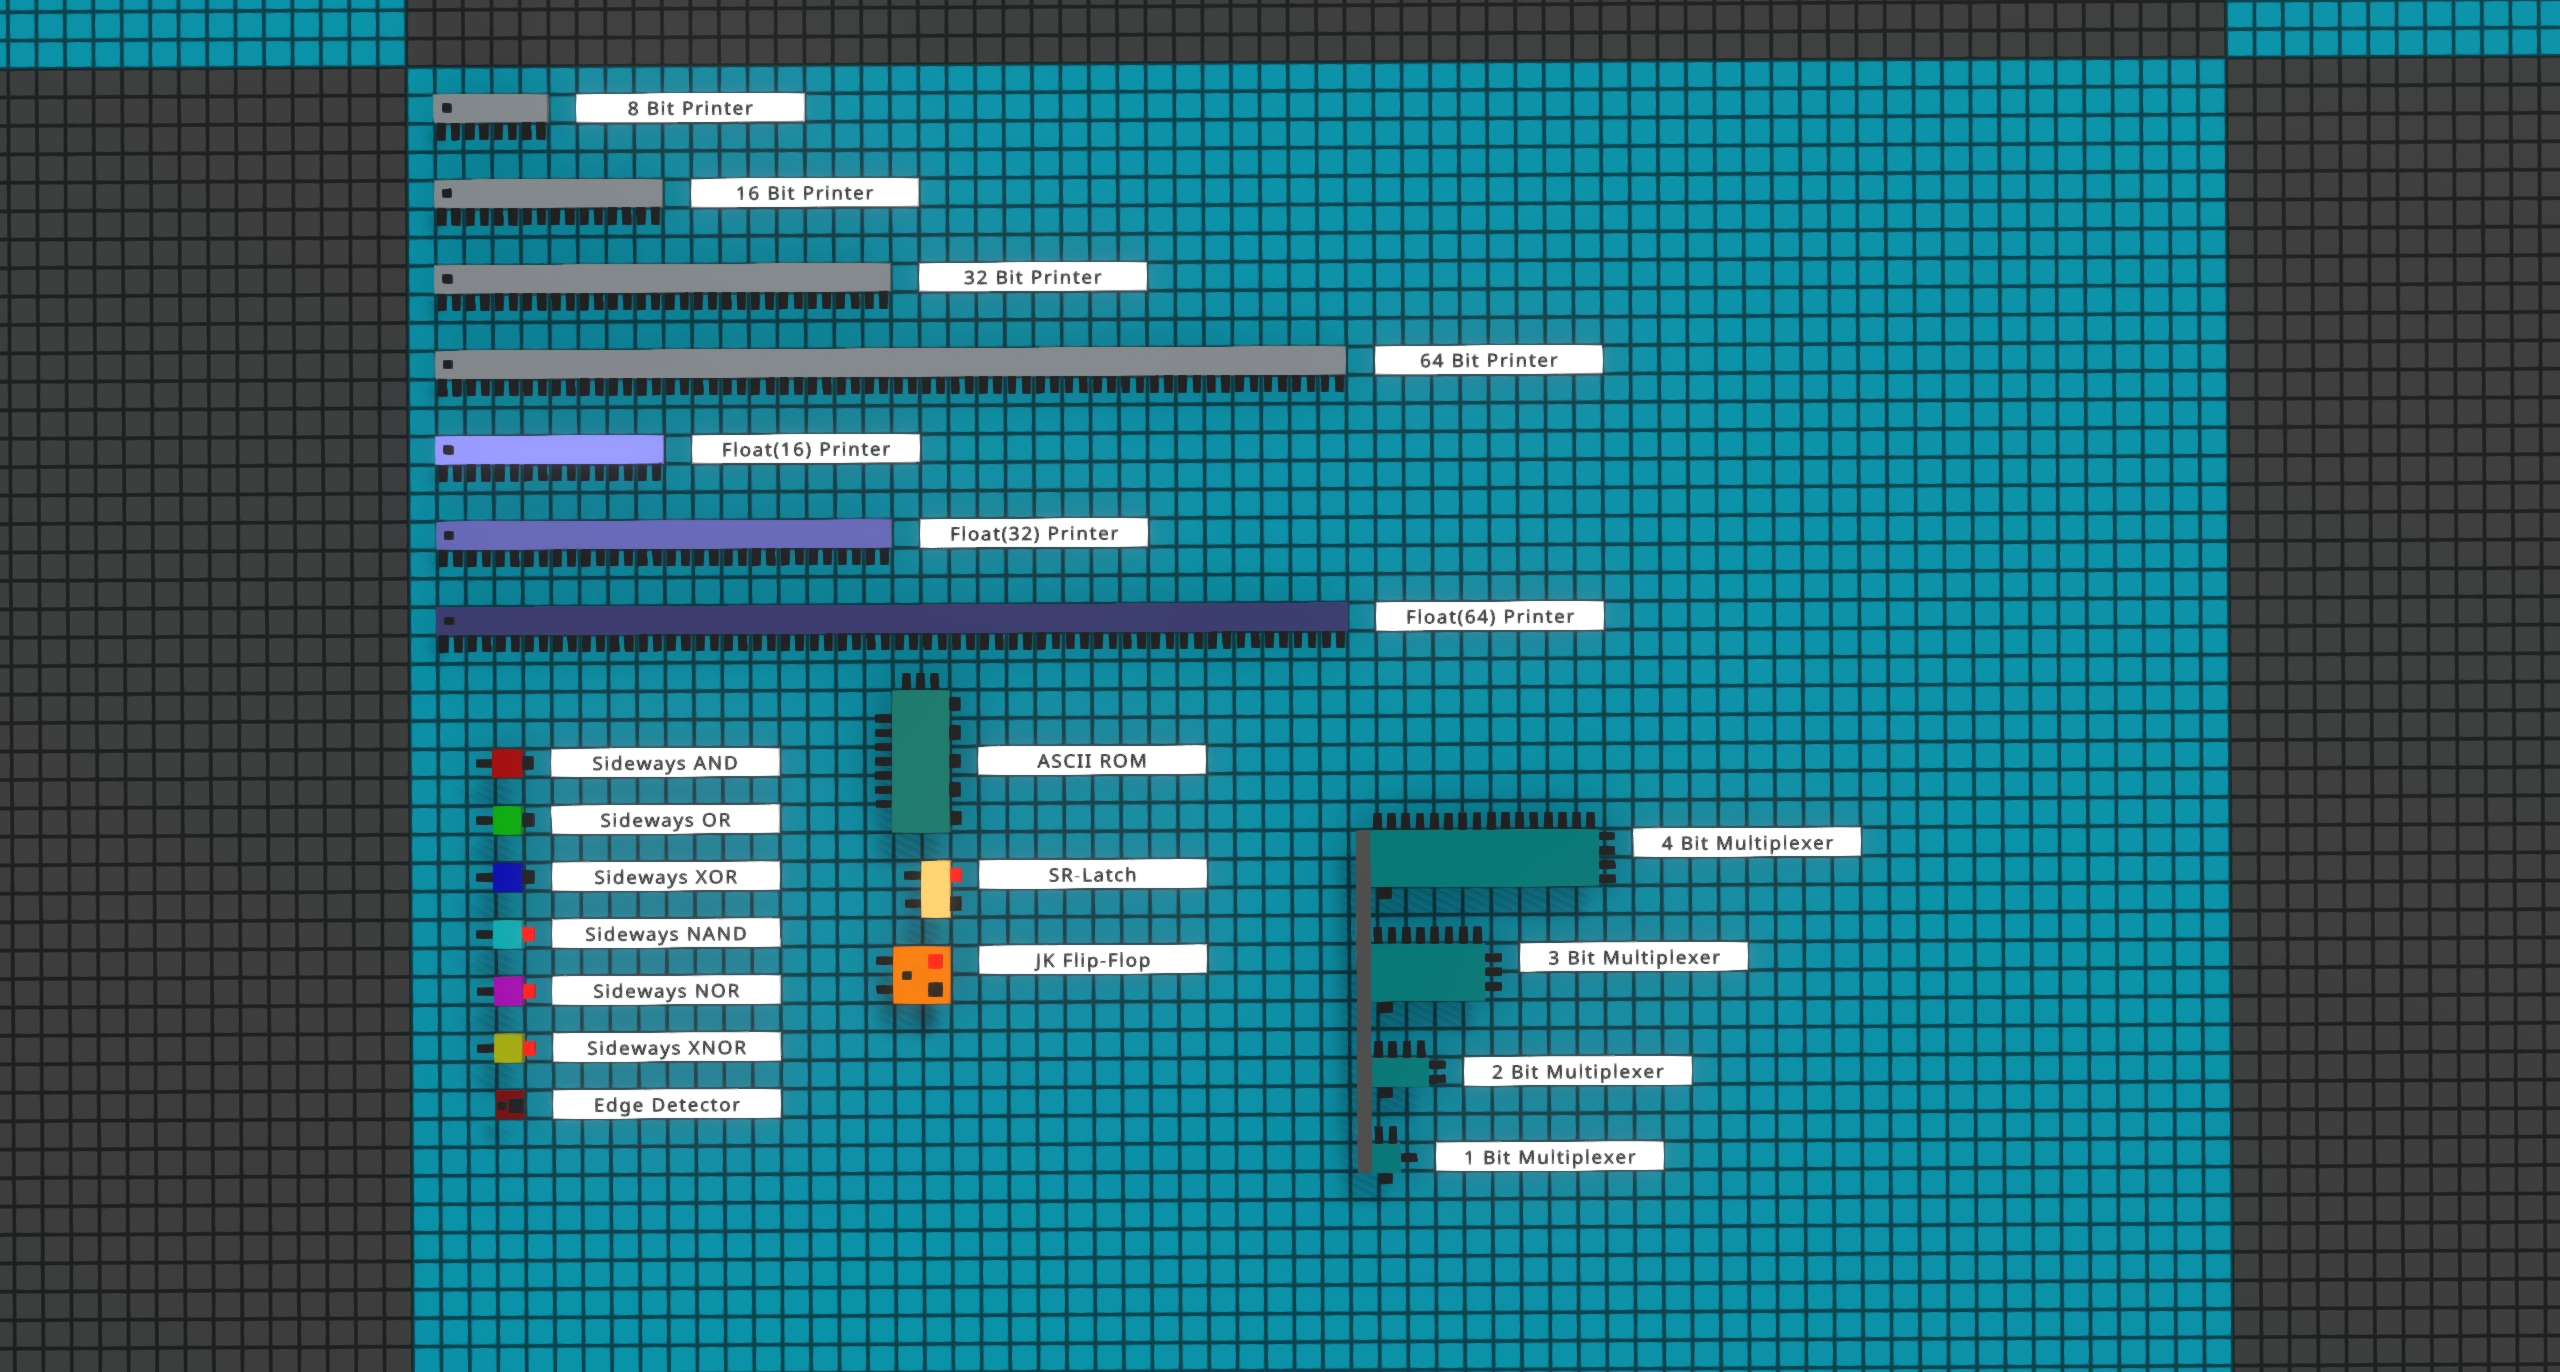 8 Bit Printer
16 Bit Printer
32 Bit Printer
64 Bit Printer
Float(16) Printer
Float(32) Printer
Float(64) Printer
Sideways AND
Sideways OR
Sideways XOR
Sideways NAND
Sideways NOR
Sideways XNOR
Edge Detector
ASCII ROM
SR-Latch
JK Flip-Flop
4 Bit Multiplexer
3 Bit Multiplexer
2 Bit Multiplexer
1 Bit Multiplexer